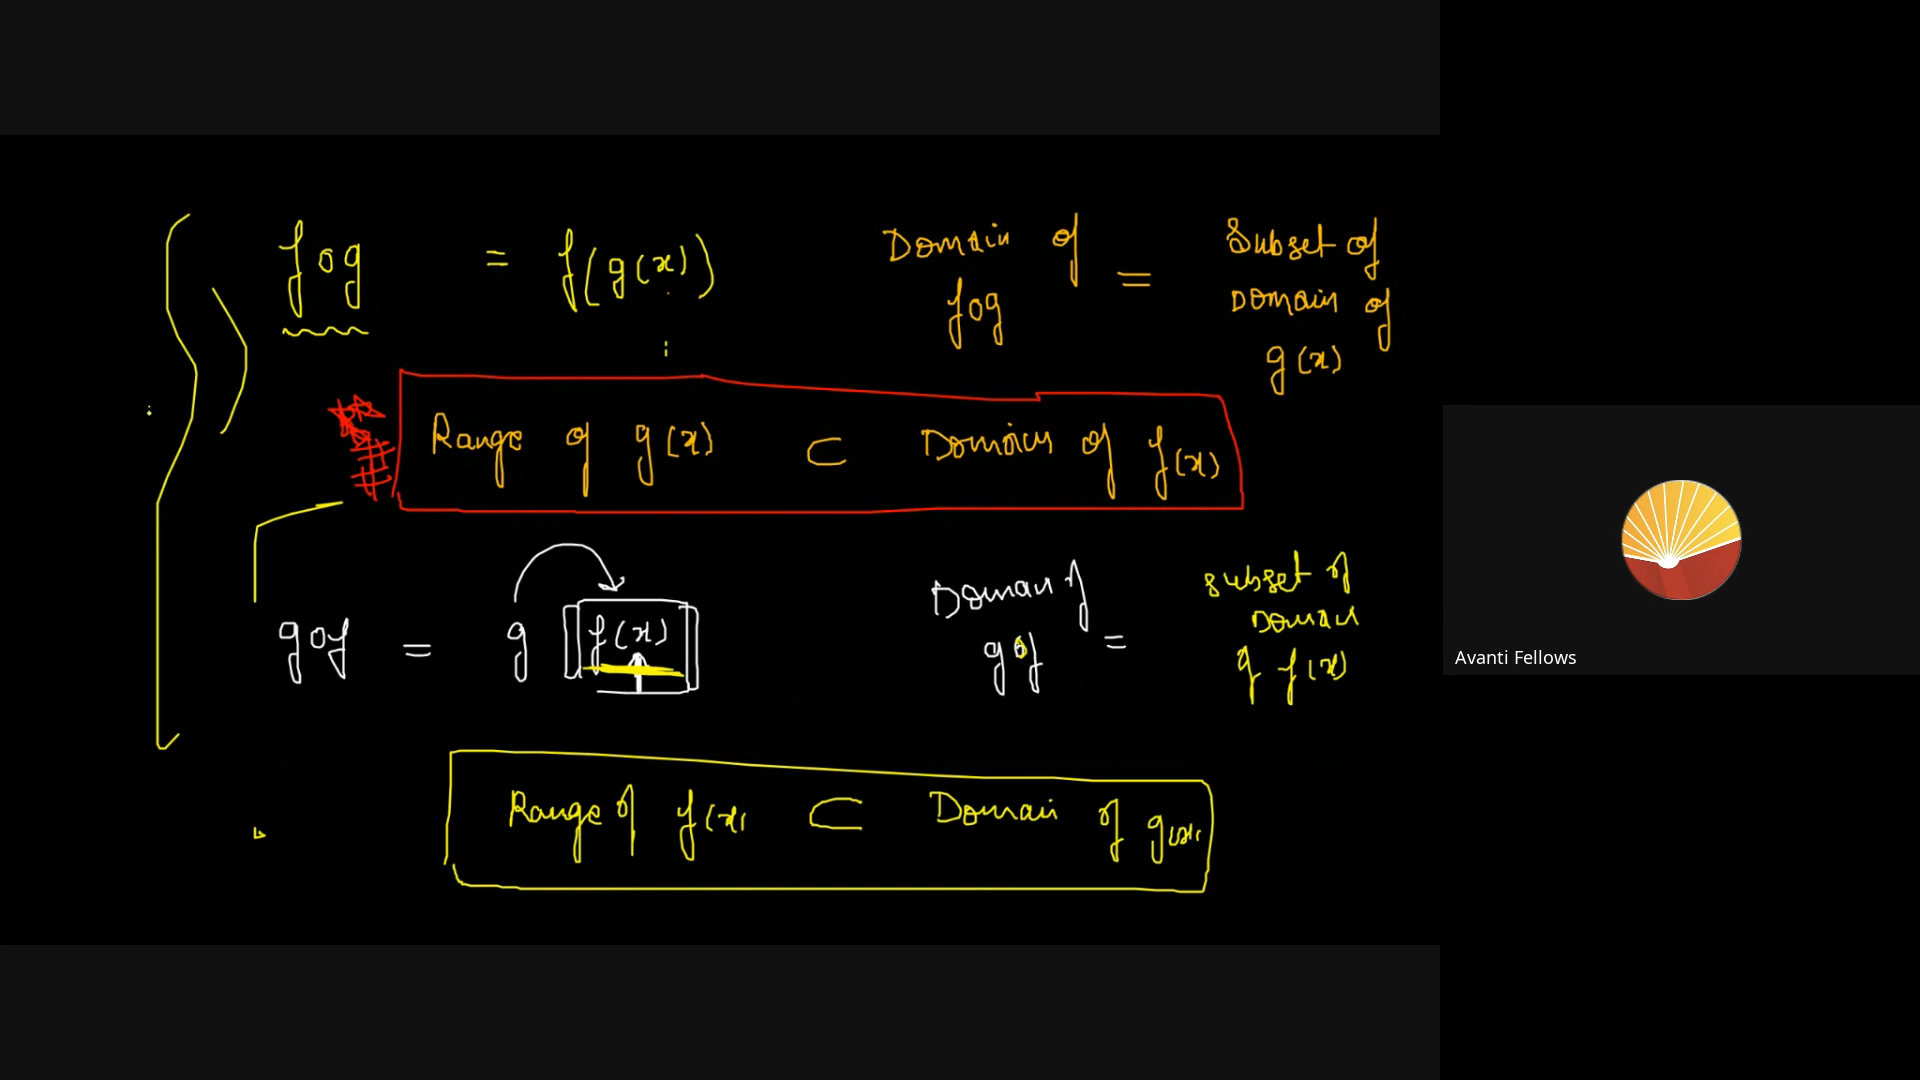 fog = f(g(x)) Domain of fog = Subset of Domain of g(x)
Range of g(x) ⊂ Domain of f(x)
gof = g[f(x)] Domain of gof = subset of Domain of f(x)
Range of f(x) ⊂ Domain of g(x)
Avanti Fellows